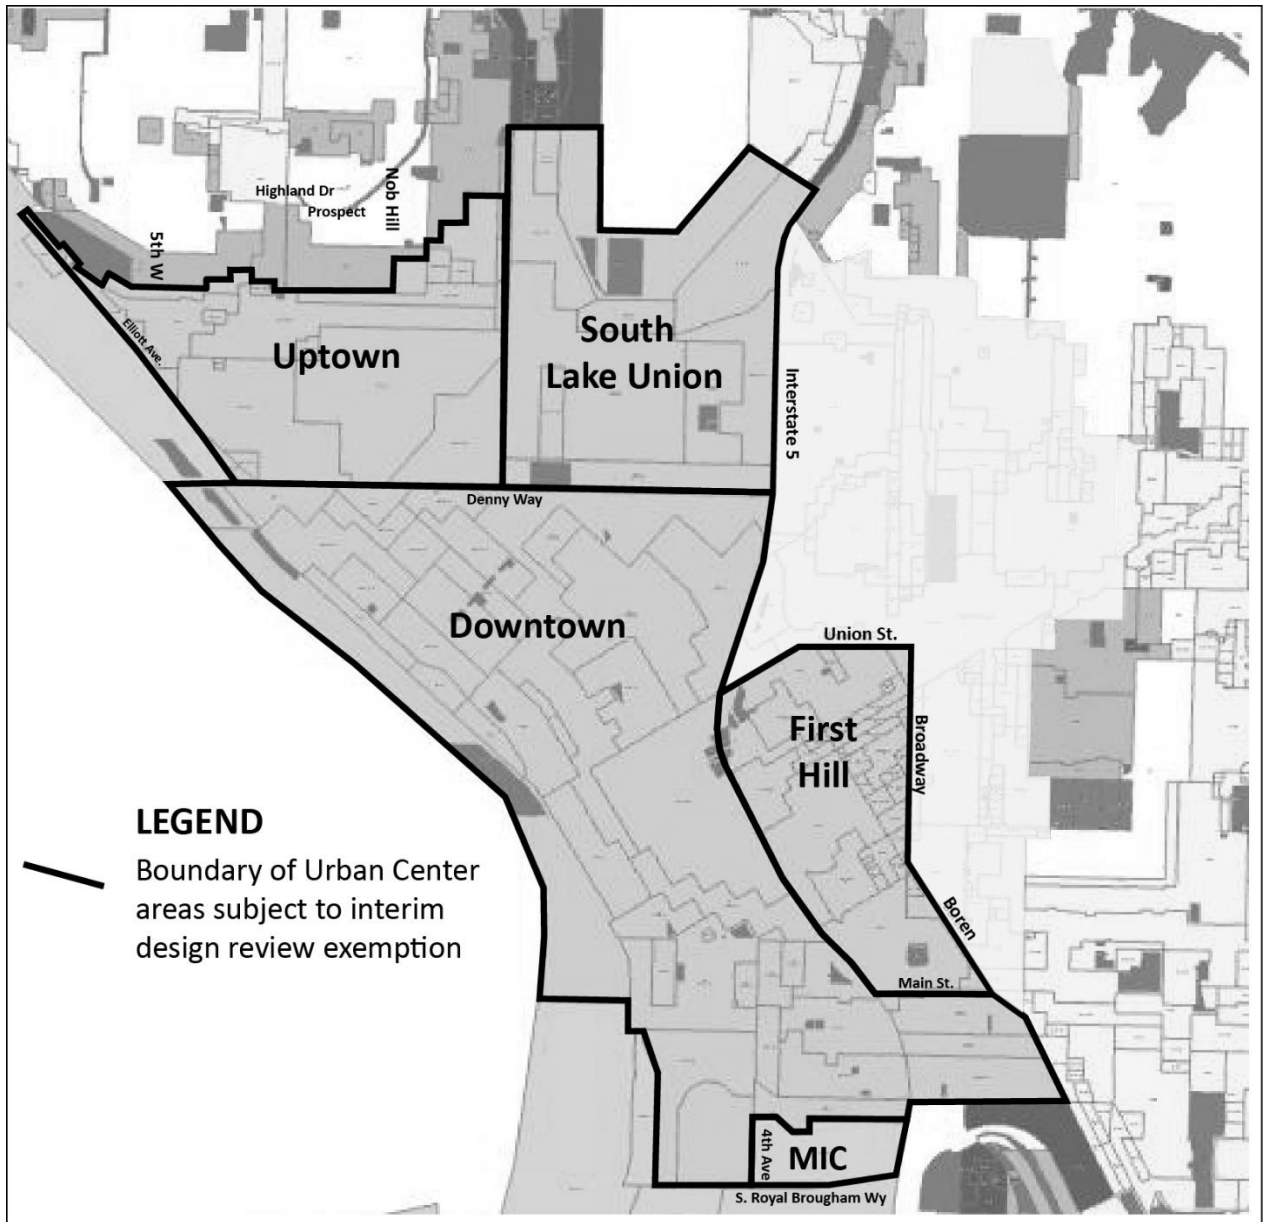 Highland Dr
Prospect
Nob Hill
5th W
Elliott Ave.
Uptown
South
Lake Union
Interstate 5
Denny Way
Downtown
Union St.
First
Hill
Broadway
LEGEND
Boundary of Urban Center
areas subject to interim
design review exemption
Boren
Main St.
4th Ave
MIC
S. Royal Brougham Wy